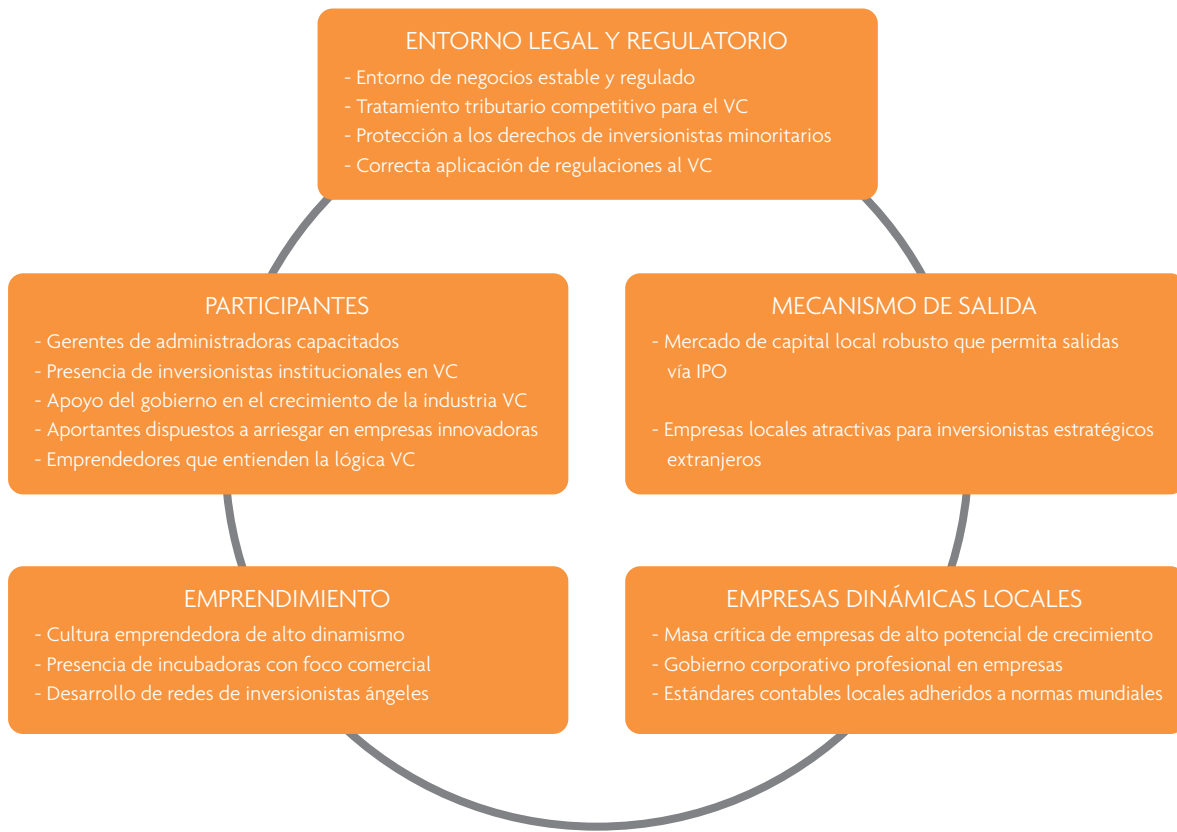 ENTORNO LEGAL Y REGULATORIO
- Entorno de negocios estable y regulado
- Tratamiento tributario competitivo para el VC
- Protección a los derechos de inversionistas minoritarios
- Correcta aplicación de regulaciones al VC
PARTICIPANTES
- Gerentes de administradoras capacitados
- Presencia de inversionistas institucionales en VC
- Apoyo del gobierno en el crecimiento de la industria VC
- Aportantes dispuestos a arriesgar en empresas innovadoras
- Emprendedores que entienden la lógica VC
MECANISMO DE SALIDA
- Mercado de capital local robusto que permita salidas
vía IPO
- Empresas locales atractivas para inversionistas estratégicos
extranjeros
EMPRENDIMIENTO
- Cultura emprendedora de alto dinamismo
- Presencia de incubadoras con foco comercial
- Desarrollo de redes de inversionistas ángeles
EMPRESAS DINÁMICAS LOCALES
- Masa crítica de empresas de alto potencial de crecimiento
- Gobierno corporativo profesional en empresas
- Estándares contables locales adheridos a normas mundiales